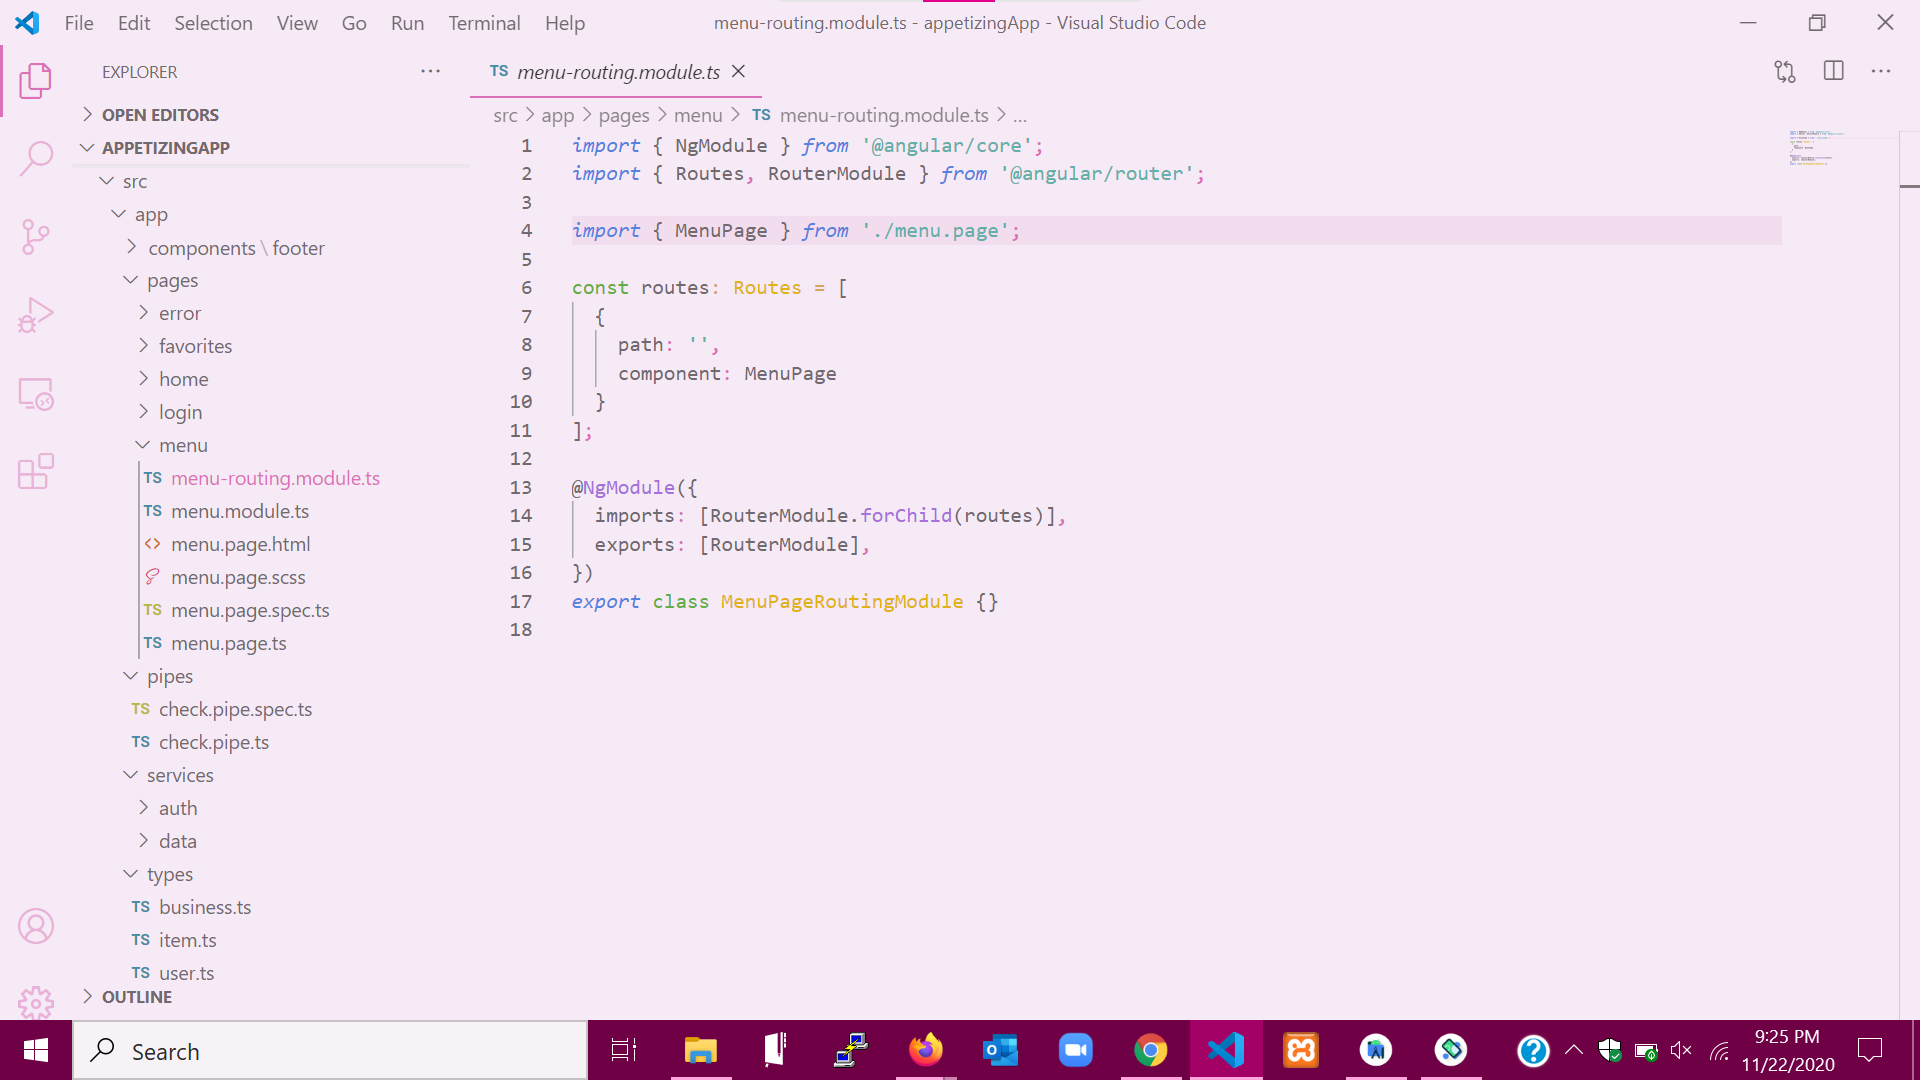 File Edit Selection View Go Run Terminal Help
menu-routing.module.ts - appetizingApp - Visual Studio Code
EXPLORER
OPEN EDITORS
APPETIZINGAPP
src
app
components \ footer
pages
error
favorites
home
login
menu
TS menu-routing.module.ts
TS menu.module.ts
<> menu.page.html
menu.page.scss
TS menu.page.spec.ts
TS menu.page.ts
pipes
TS check.pipe.spec.ts
TS check.pipe.ts
services
auth
data
types
TS business.ts
TS item.ts
TS user.ts
OUTLINE
TS menu-routing.module.ts
src > app > pages > menu > TS menu-routing.module.ts > ...
1 import { NgModule } from '@angular/core';
2 import { Routes, RouterModule } from '@angular/router';
3
4 import { MenuPage } from './menu.page';
5
6 const routes: Routes = [
7 {
8 path: '',
9 component: MenuPage
10 }
11 ];
12
13 @NgModule({
14 imports: [RouterModule.forChild(routes)],
15 exports: [RouterModule],
16 })
17 export class MenuPageRoutingModule {}
18
Search
9:25 PM
11/22/2020